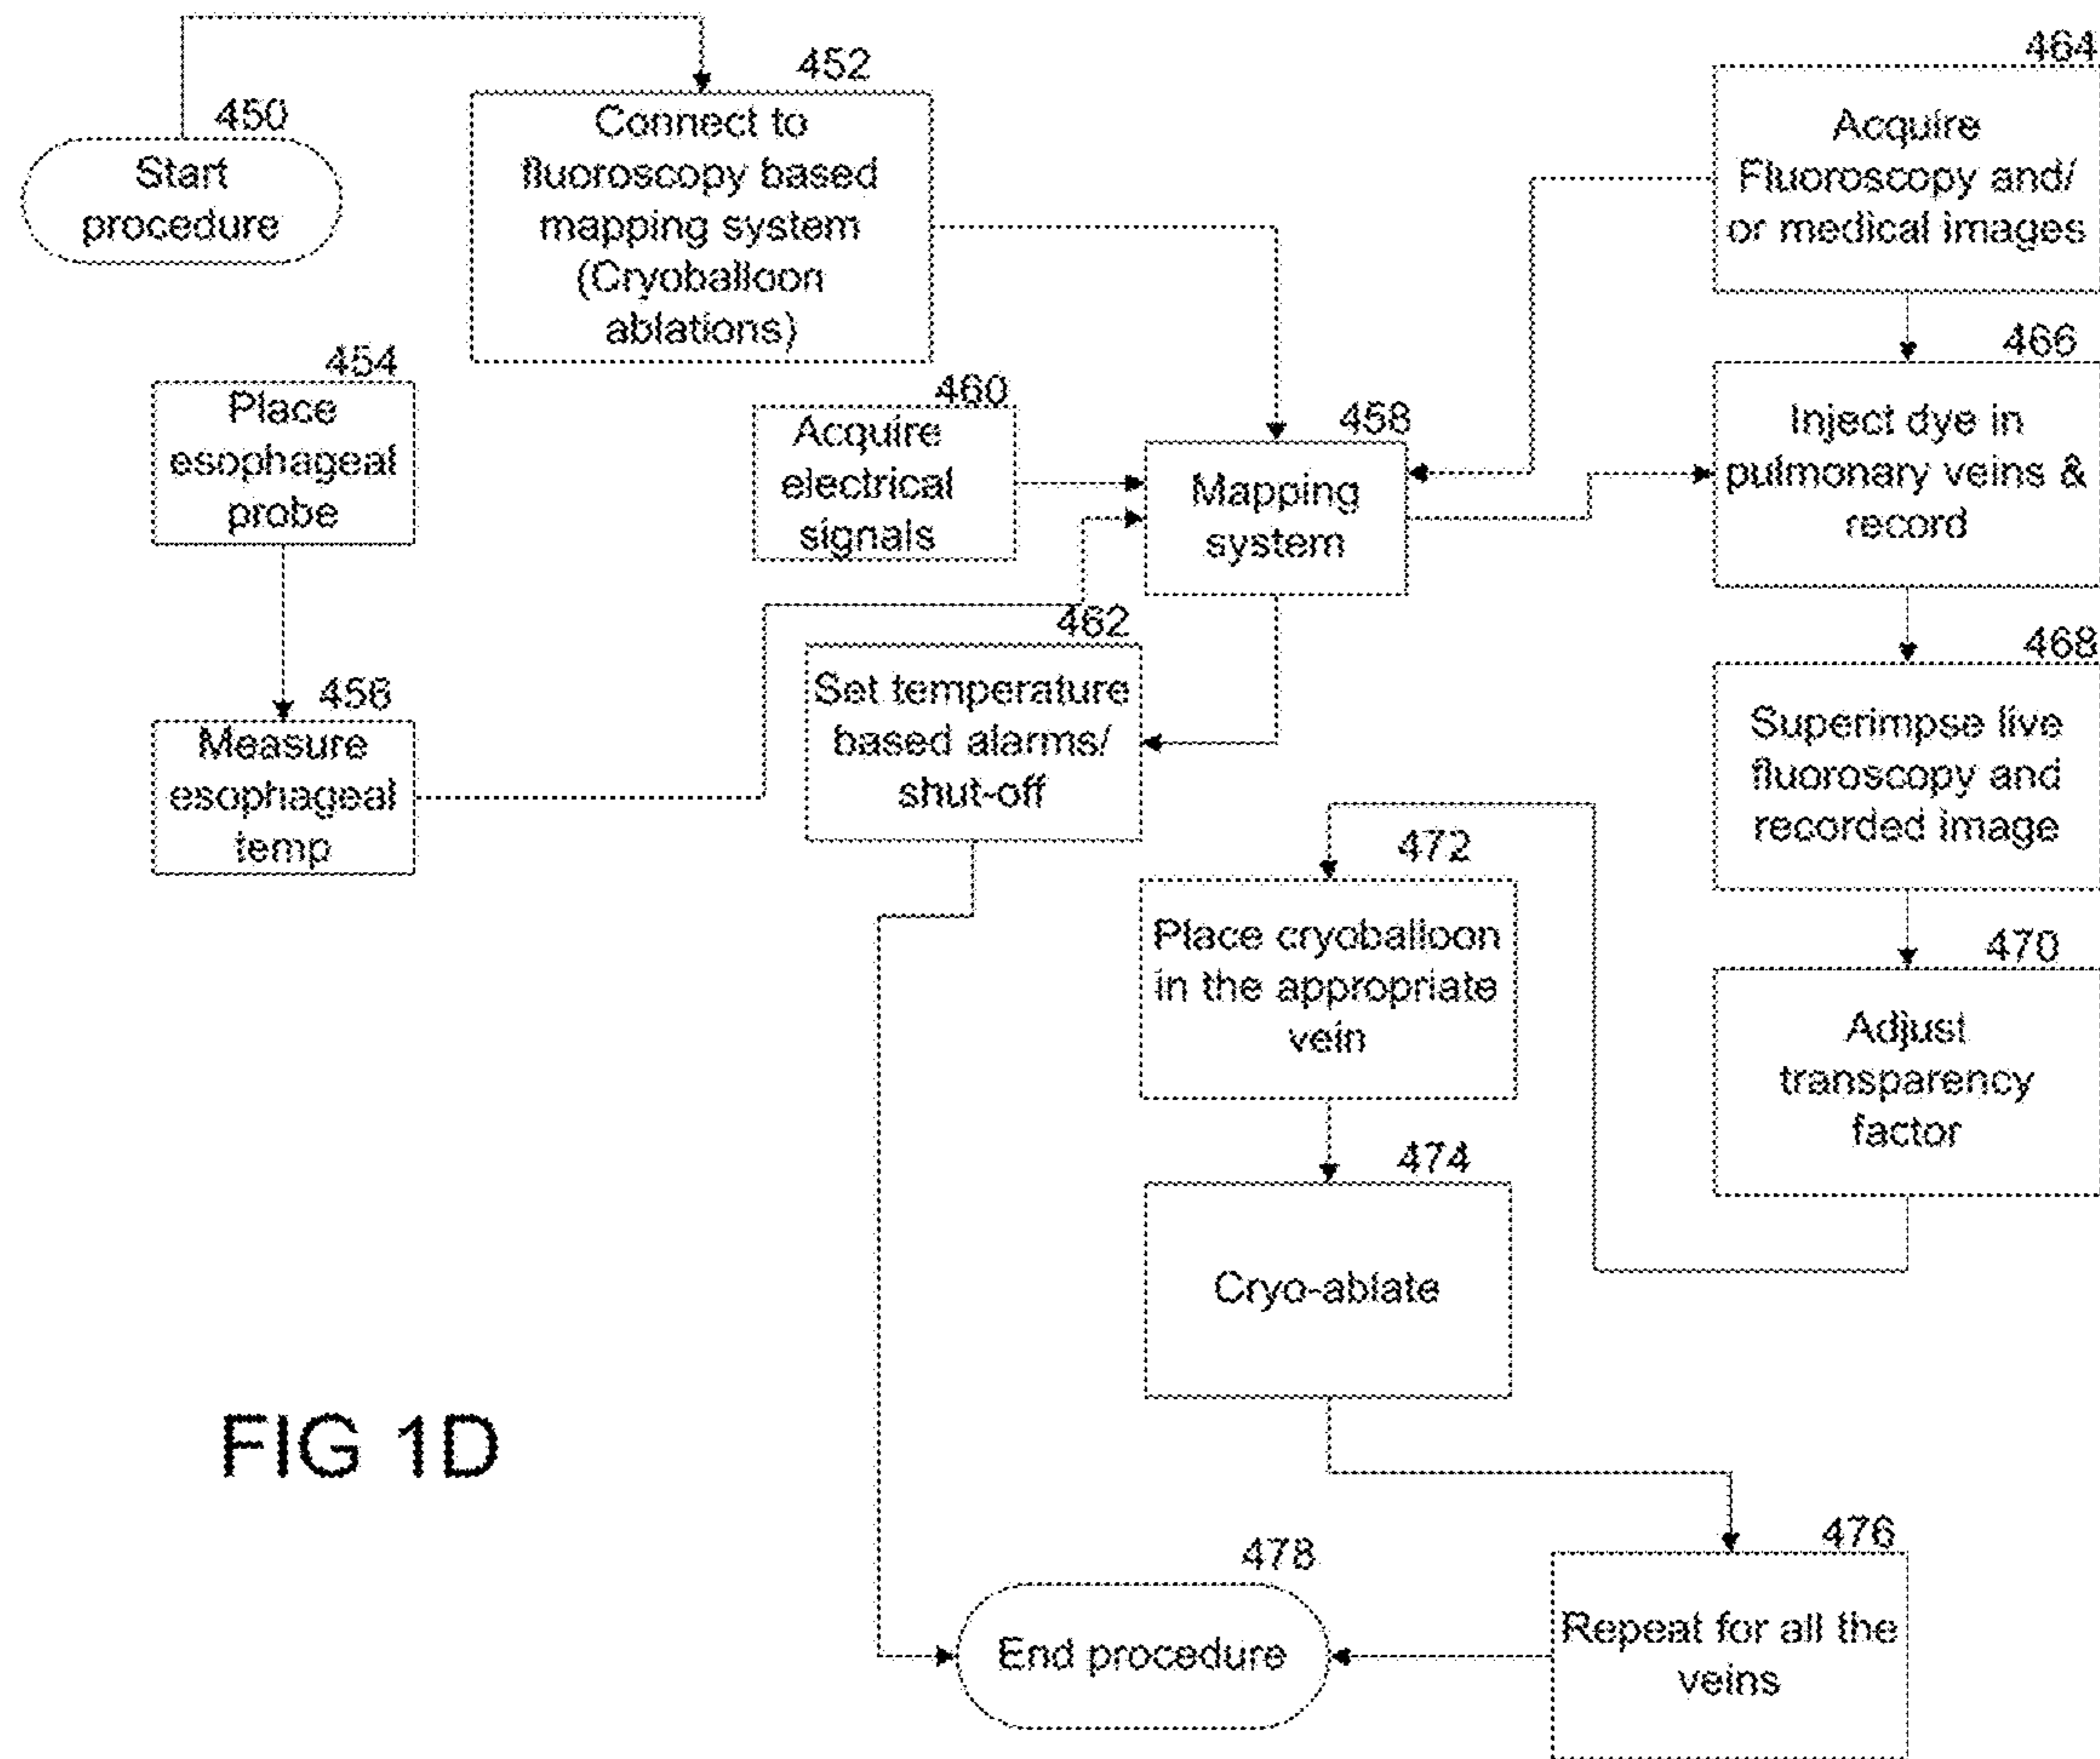 450
Start
procedure
452
Connect to
fluoroscopy based
mapping system
(Cryoballoon
ablations)
454
Place
esophageal
probe
456
Measure
esophageal
temp
460
Acquire
electrical
signals
458
Mapping
system
462
Set temperature
based alarms/
shut-off
464
Acquire
Fluoroscopy and/
or medical images
466
Inject dye in
pulmonary veins &
record
468
Superimpse live
fluoroscopy and
recorded image
470
Adjust
transparency
factor
472
Place cryoballoon
in the appropriate
vein
474
Cryo-ablate
476
Repeat for all the
veins
478
End procedure
FIG 1D